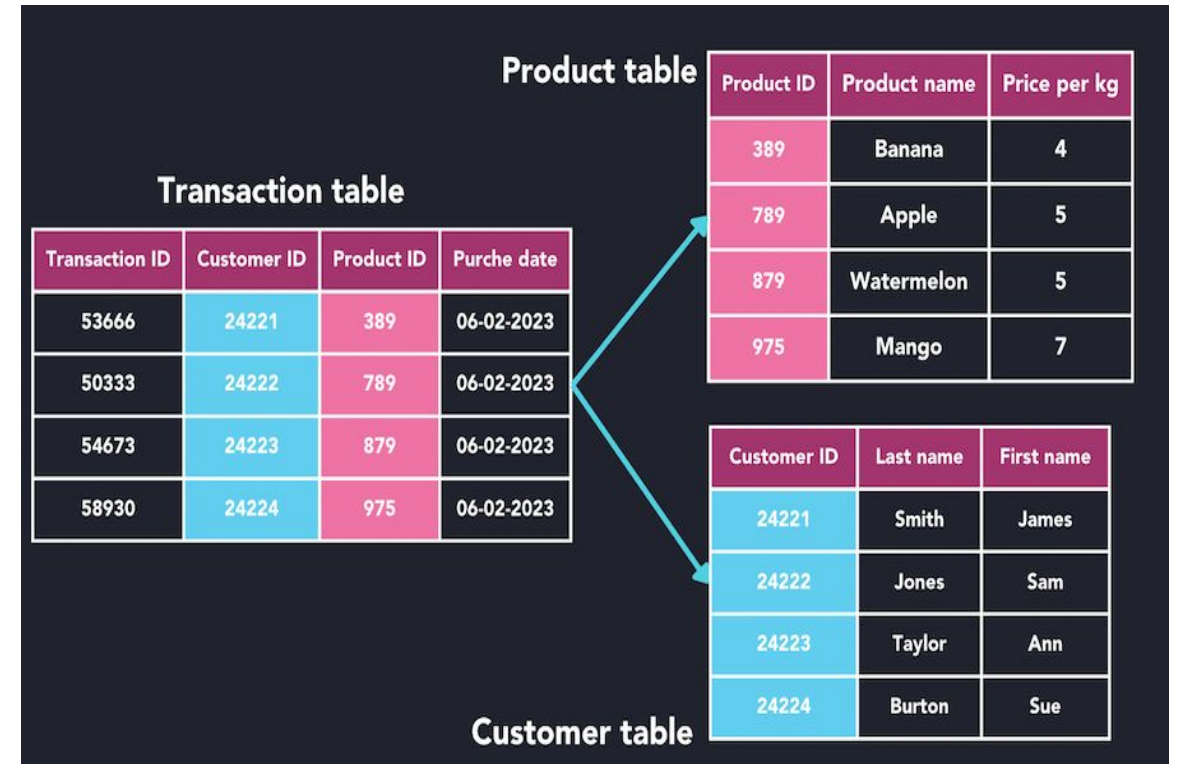 Product table
Product ID Product name Price per kg
389 Banana 4
789 Apple 5
879 Watermelon 5
975 Mango 7
Transaction table
Transaction ID Customer ID Product ID Purche date
53666 24221 389 06-02-2023
50333 24222 789 06-02-2023
54673 24223 879 06-02-2023
58930 24224 975 06-02-2023
Customer ID Last name First name
24221 Smith James
24222 Jones Sam
24223 Taylor Ann
24224 Burton Sue
Customer table